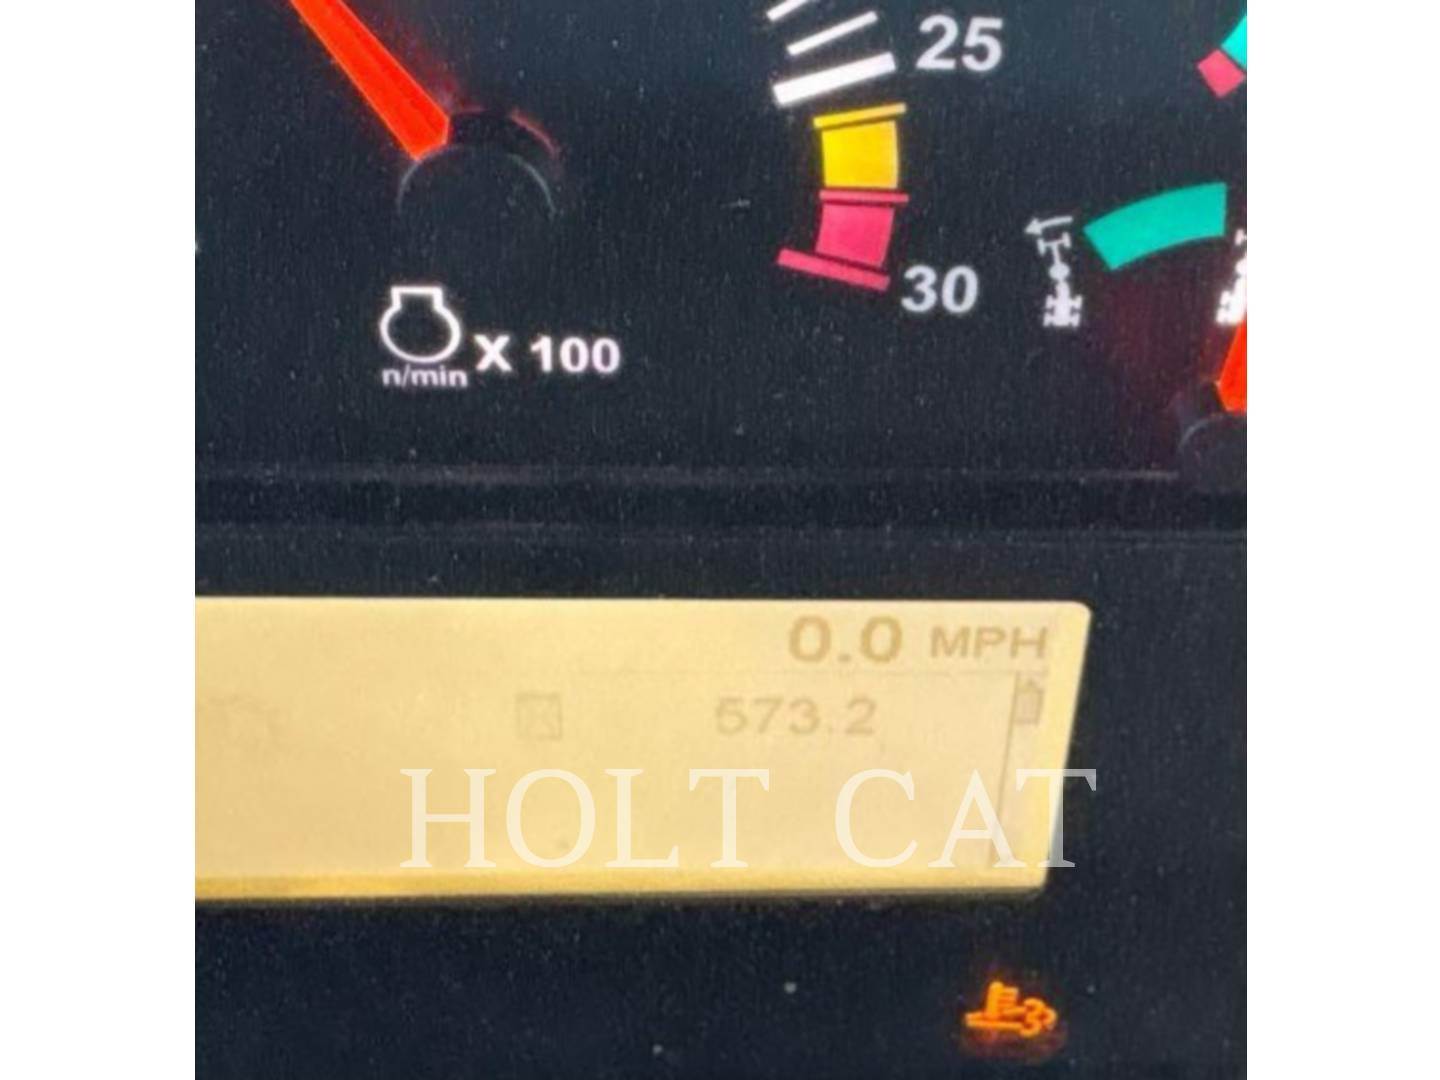 25
30
n/min X 100
0.0 MPH
573.2
HOLT CAT